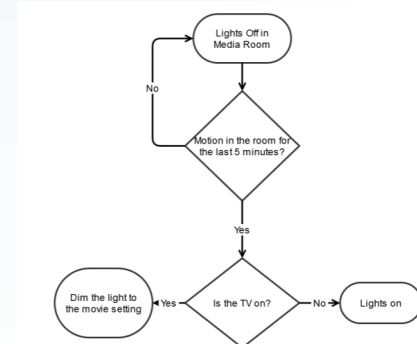 Lights Off in
Media Room
No
Motion in the room for
the last 5 minutes?
Yes
Dim the light to
the movie setting
Yes
Is the TV on?
No
Lights on